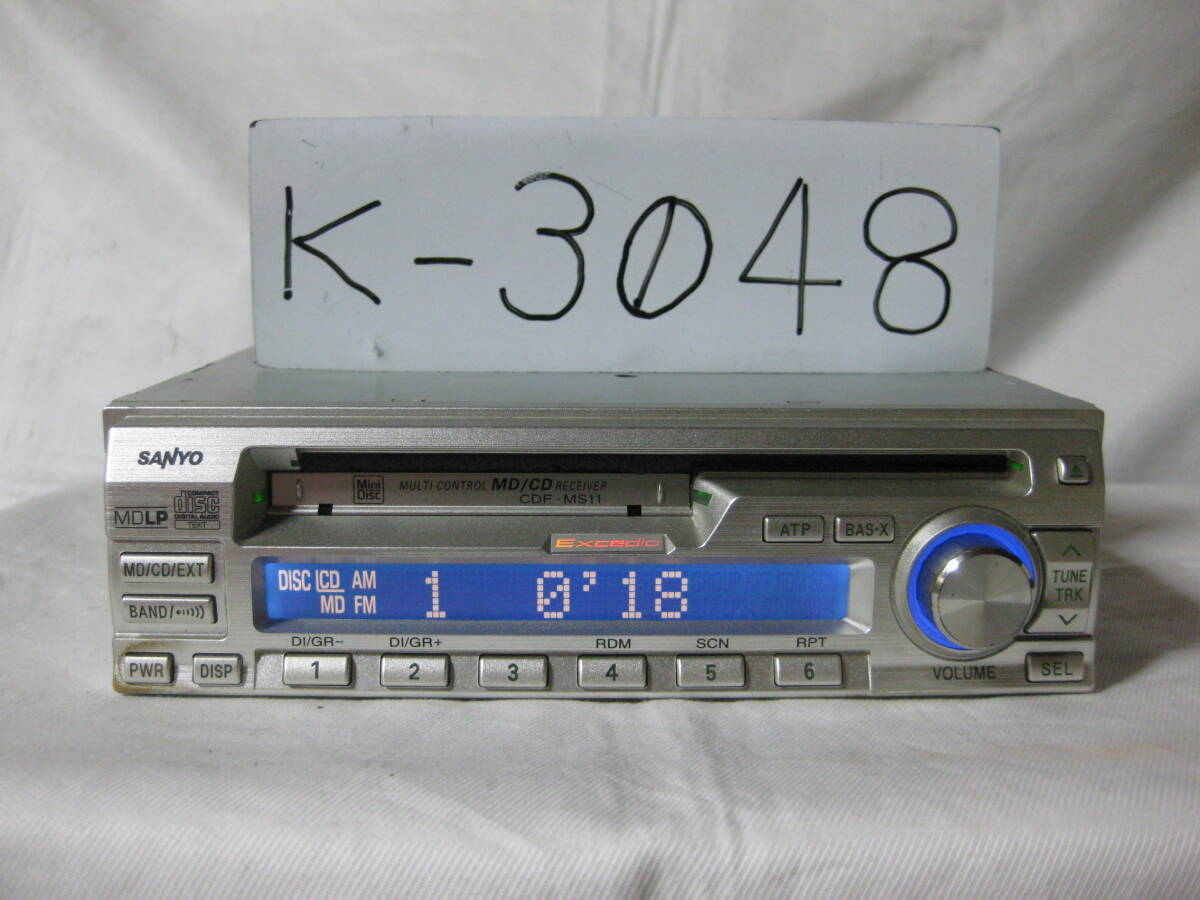 K-3048
SANYO
COMPACT
disc
DIGITAL AUDIO
TEXT
MDLP
Mini Disc
MULTI CONTROL MD/CD RECEIVER
CDF-MS11
Excedio
ATP
BAS-X
MD/CD/EXT
BAND/•)))))
DISC CD AM
MD FM
1 0'18
TUNE
TRK
DI/GR-
DI/GR+
RDM
SCN
RPT
VOLUME
PWR
DISP
1
2
3
4
5
6
SEL